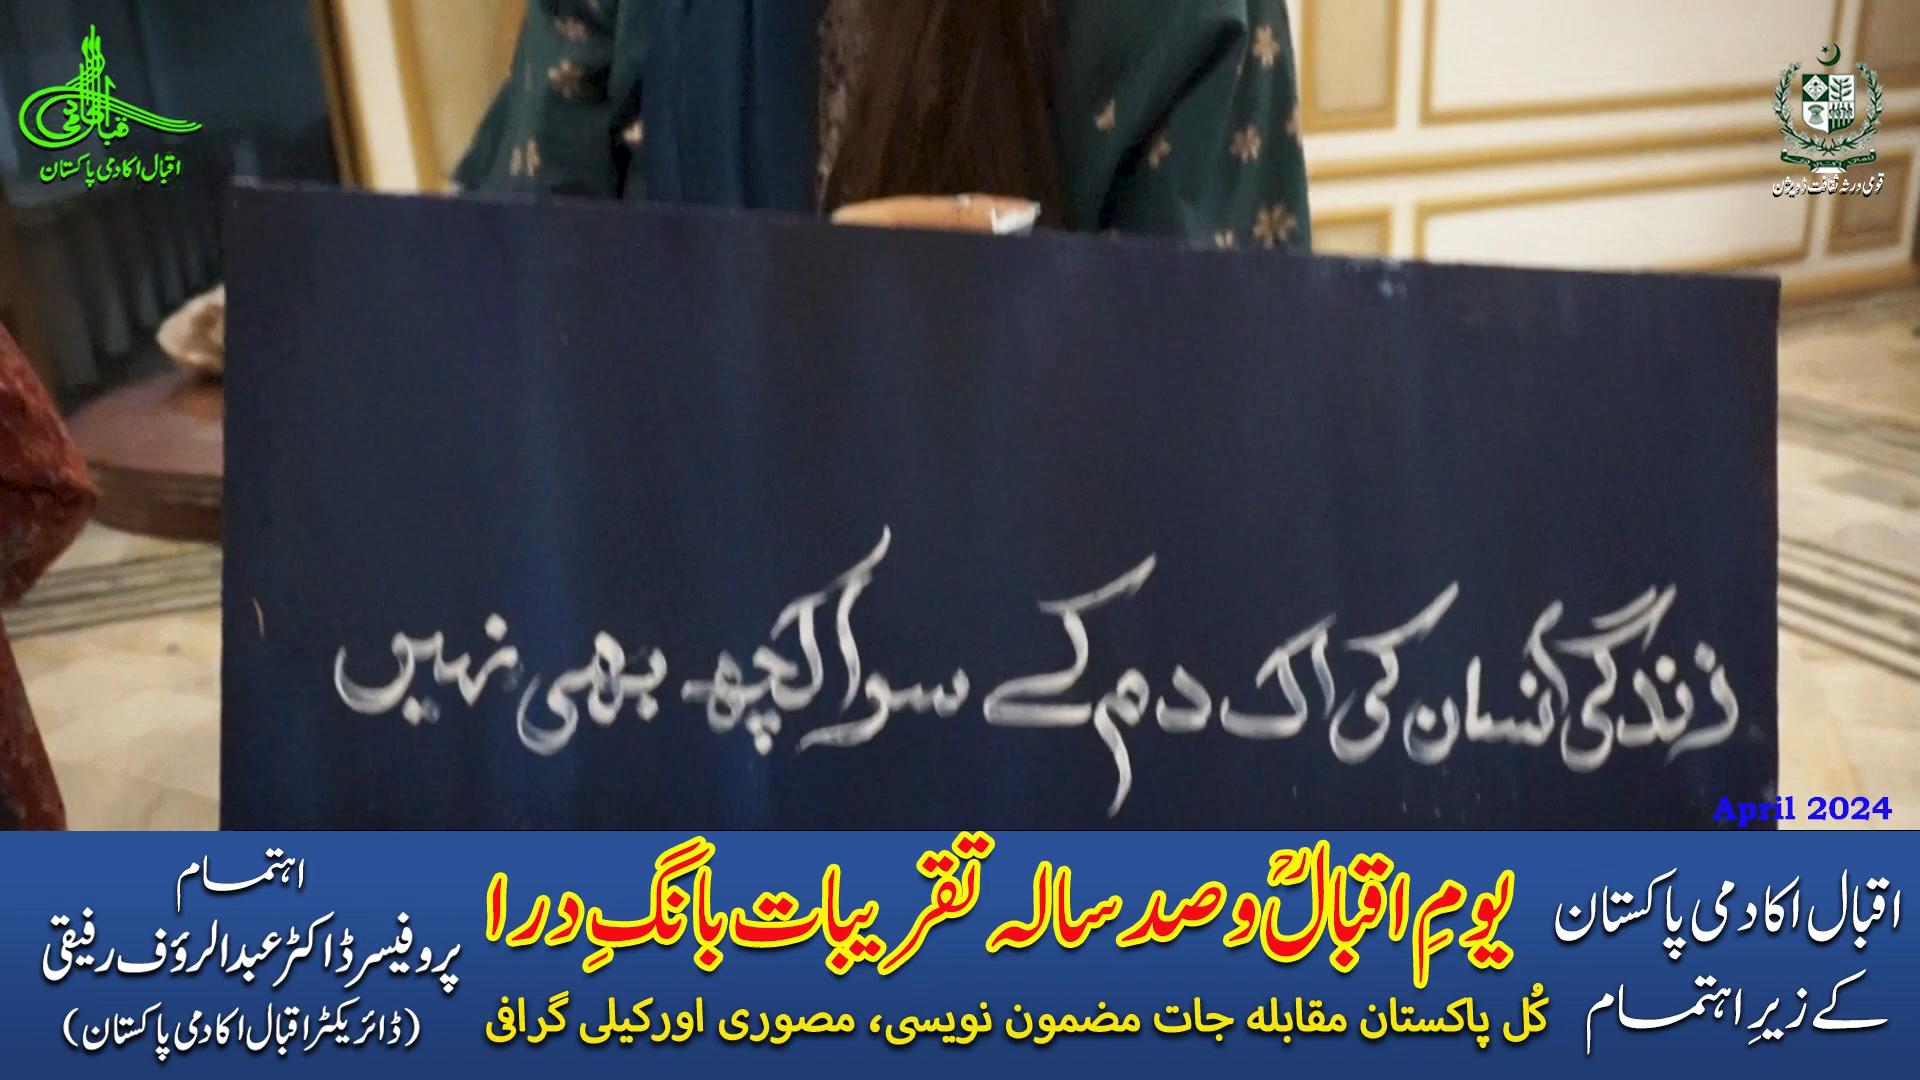 اقبال اکادمی پاکستان
قومی ورثہ ثقافت ڈویژن
زندگی انسان کی اک دم کے سوا کچھ بھی نہیں
April 2024
اقبال اکادمی پاکستان
کے زیرِ اہتمام
یومِ اقبالؒ و صد سالہ تقریبات بانگِ درا
کُل پاکستان مقابلہ جات مضمون نویسی، مصوری اور کیلی گرافی
اہتمام
پروفیسر ڈاکٹر عبدالرؤف رفیقی
(ڈائریکٹر اقبال اکادمی پاکستان)